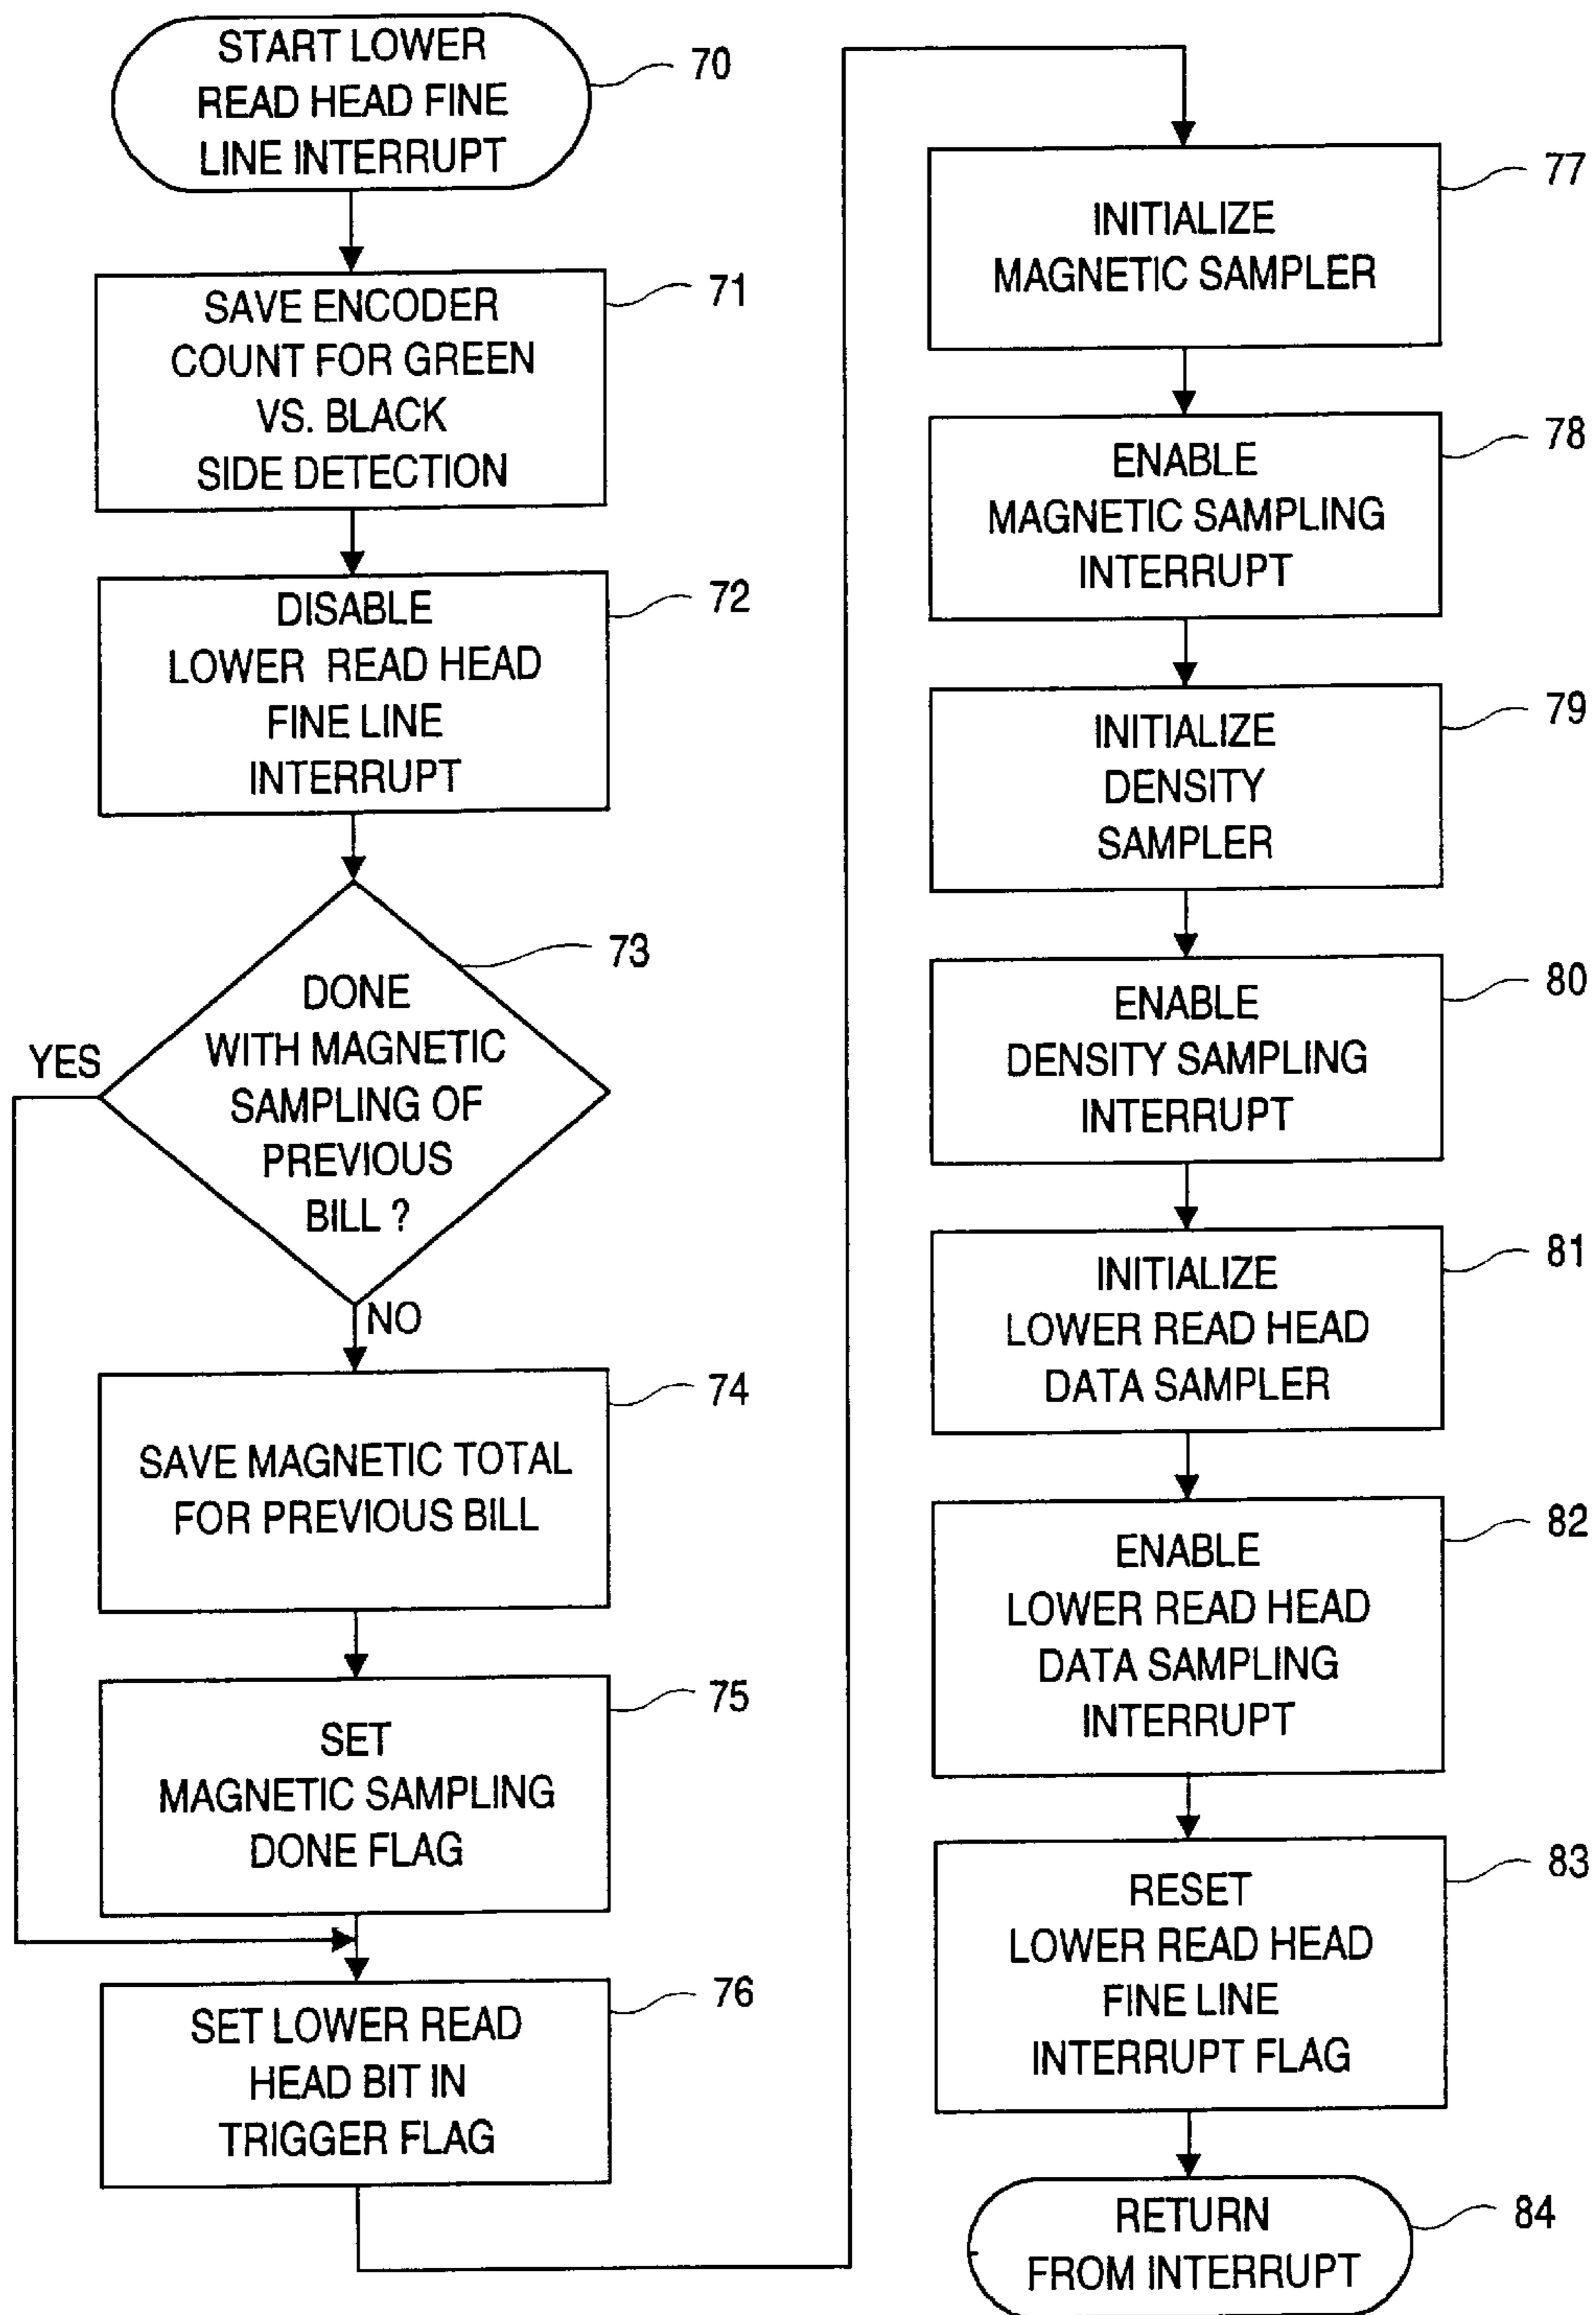 START LOWER
READ HEAD FINE
LINE INTERRUPT
70
SAVE ENCODER
COUNT FOR GREEN
VS. BLACK
SIDE DETECTION
71
DISABLE
LOWER READ HEAD
FINE LINE
INTERRUPT
72
DONE
WITH MAGNETIC
SAMPLING OF
PREVIOUS
BILL ?
73
YES
NO
SAVE MAGNETIC TOTAL
FOR PREVIOUS BILL
74
SET
MAGNETIC SAMPLING
DONE FLAG
75
SET LOWER READ
HEAD BIT IN
TRIGGER FLAG
76
INITIALIZE
MAGNETIC SAMPLER
77
ENABLE
MAGNETIC SAMPLING
INTERRUPT
78
INITIALIZE
DENSITY
SAMPLER
79
ENABLE
DENSITY SAMPLING
INTERRUPT
80
INITIALIZE
LOWER READ HEAD
DATA SAMPLER
81
ENABLE
LOWER READ HEAD
DATA SAMPLING
INTERRUPT
82
RESET
LOWER READ HEAD
FINE LINE
INTERRUPT FLAG
83
RETURN
FROM INTERRUPT
84